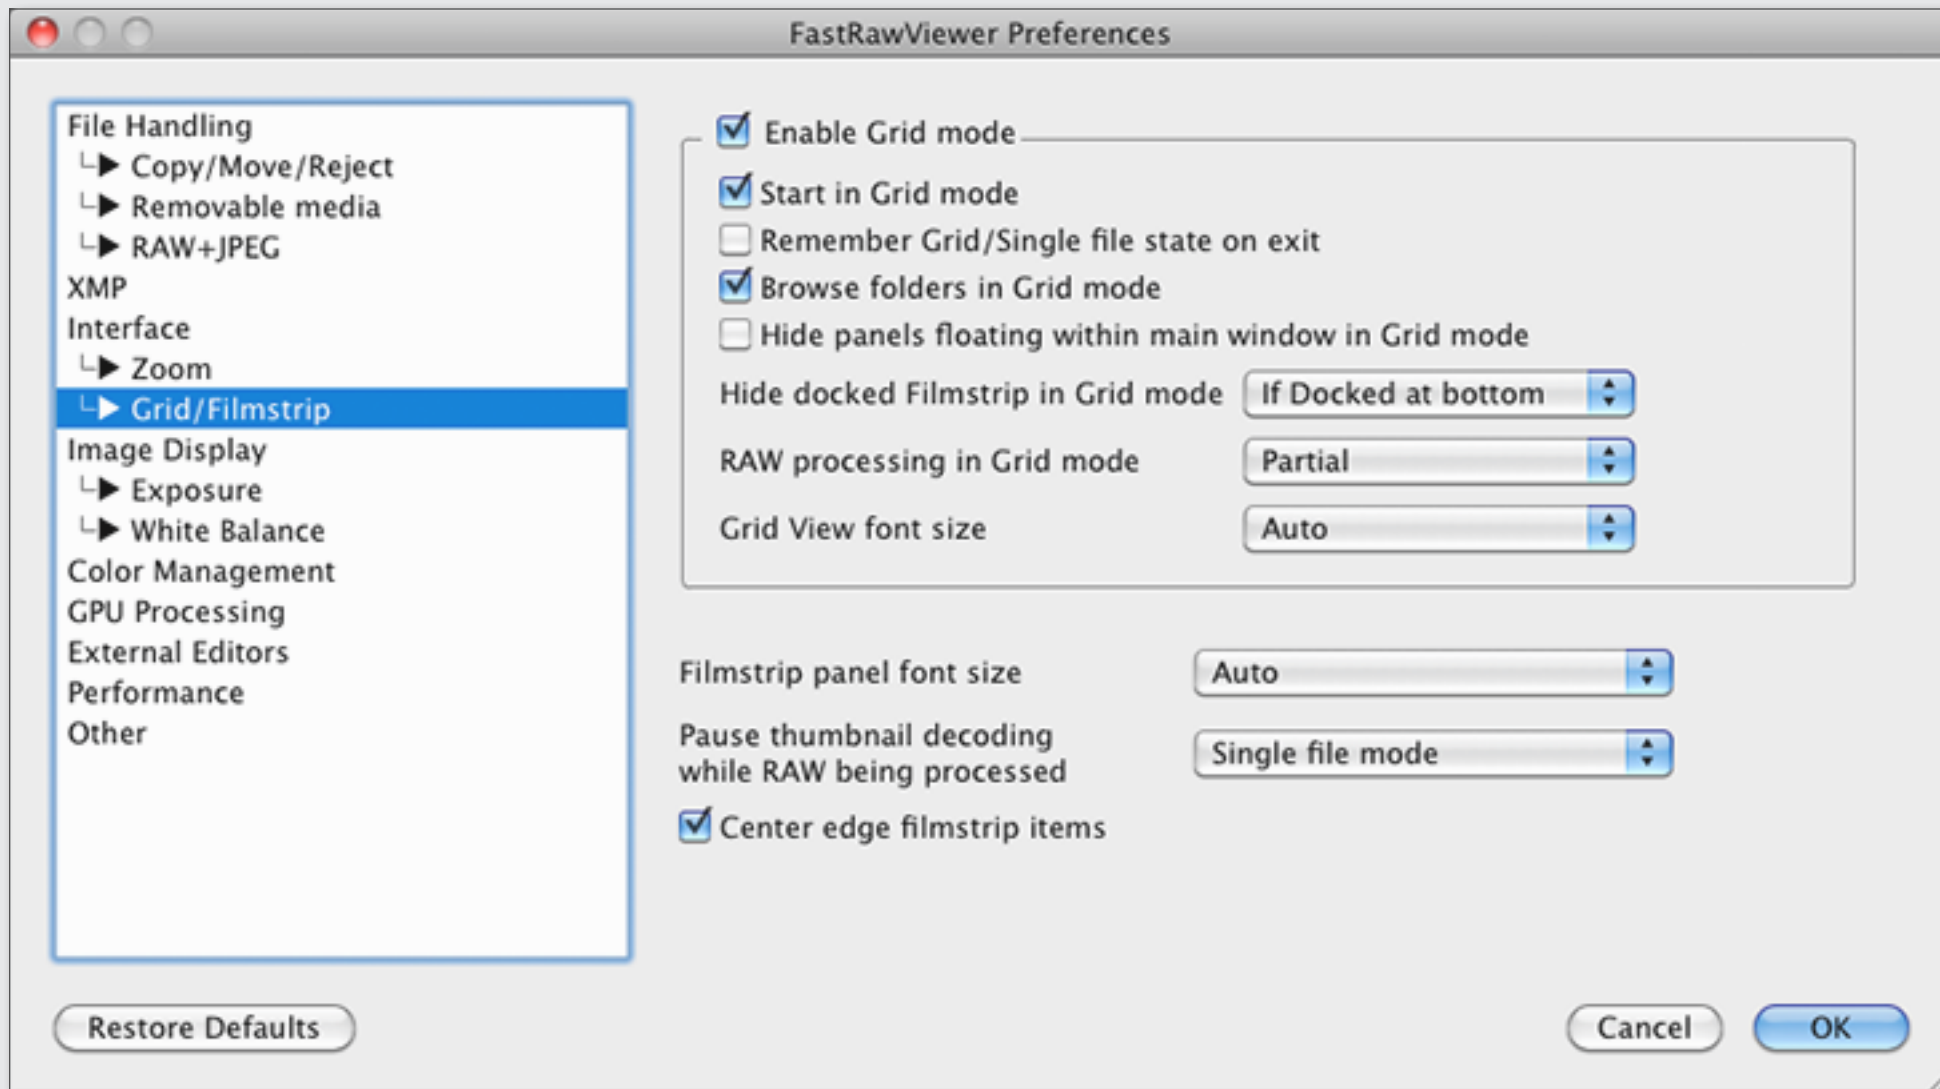 FastRawViewer Preferences
File Handling
Copy/Move/Reject
Removable media
RAW+JPEG
XMP
Interface
Zoom
Grid/Filmstrip
Image Display
Exposure
White Balance
Color Management
GPU Processing
External Editors
Performance
Other
Enable Grid mode
Start in Grid mode
Remember Grid/Single file state on exit
Browse folders in Grid mode
Hide panels floating within main window in Grid mode
Hide docked Filmstrip in Grid mode If Docked at bottom
RAW processing in Grid mode Partial
Grid View font size Auto
Filmstrip panel font size Auto
Pause thumbnail decoding
while RAW being processed Single file mode
Center edge filmstrip items
Restore Defaults Cancel OK